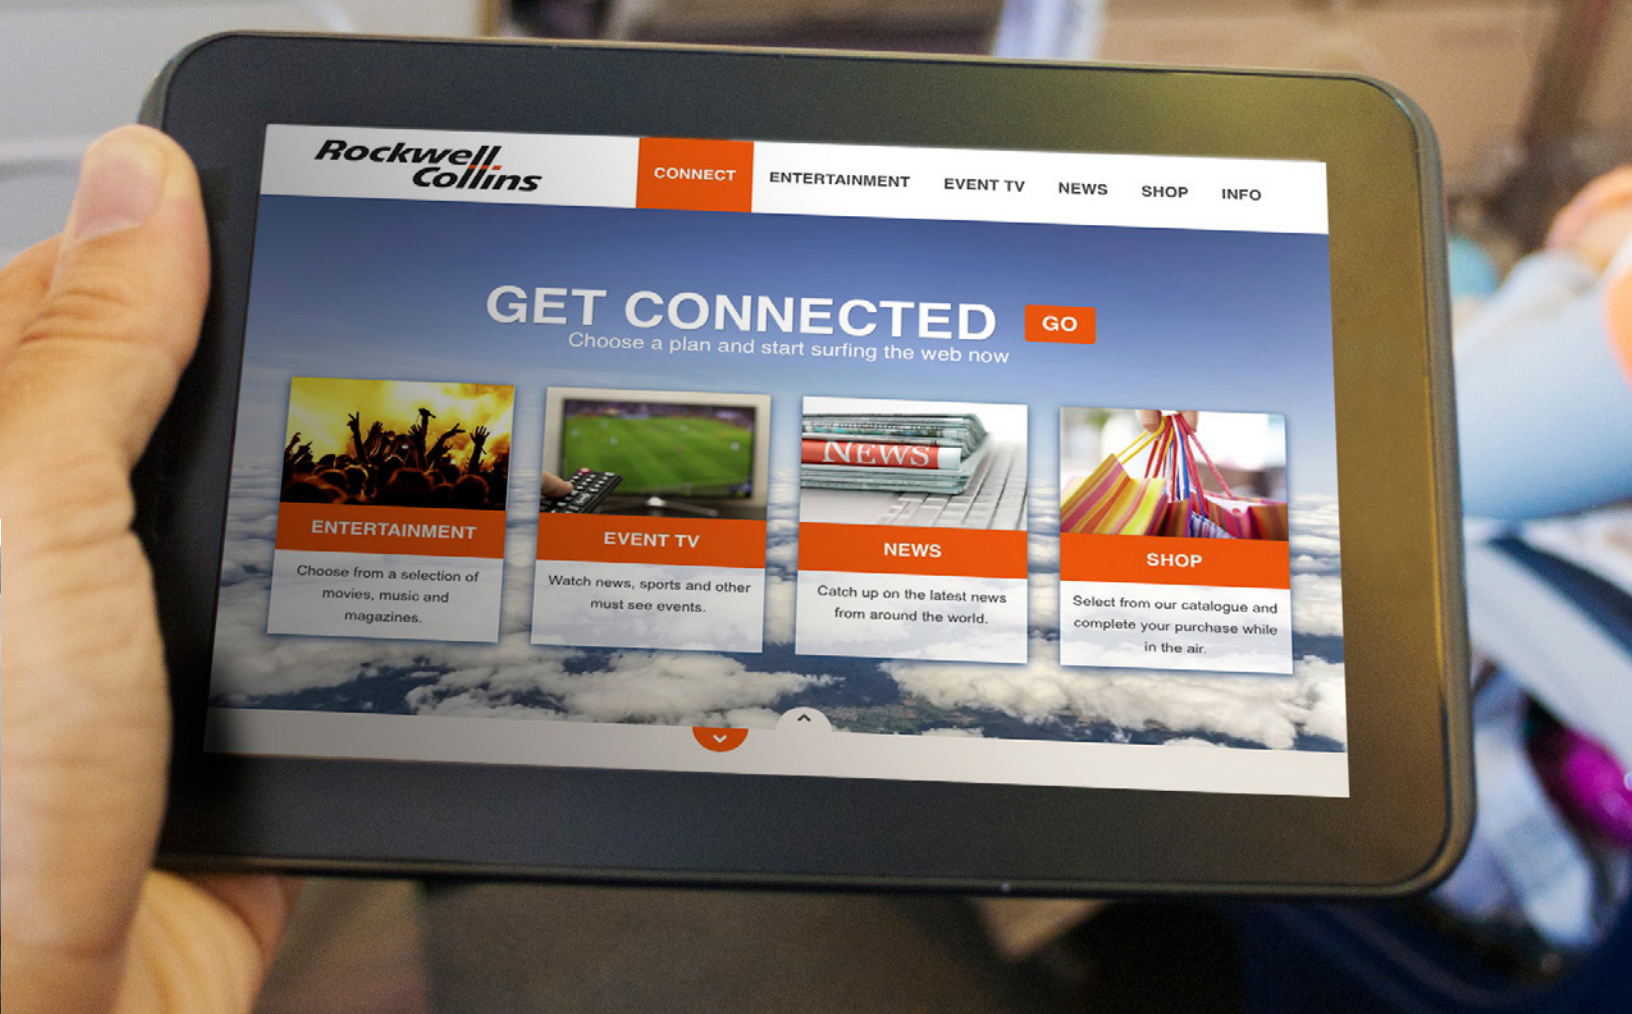 Rockwell
Collins
CONNECT ENTERTAINMENT EVENT TV NEWS SHOP INFO
GET CONNECTED GO
Choose a plan and start surfing the web now
NEWS
ENTERTAINMENT
Choose from a selection of
movies, music and
magazines.
EVENT TV
Watch news, sports and other
must see events.
NEWS
Catch up on the latest news
from around the world.
SHOP
Select from our catalogue and
complete your purchase while
in the air.